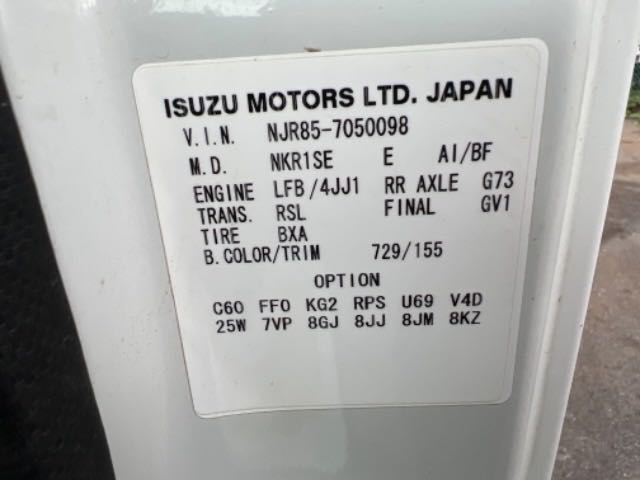 ISUZU MOTORS LTD. JAPAN
V.I.N. NJR85-7050098
M.D. NKR1SE E AI/BF
ENGINE LFB/4JJ1 RR AXLE G73
TRANS. RSL FINAL GV1
TIRE BXA
B.COLOR/TRIM 729/155
OPTION
C60 FF0 KG2 RPS U69 V4D
25W 7VP 8GJ 8JJ 8JM 8KZ